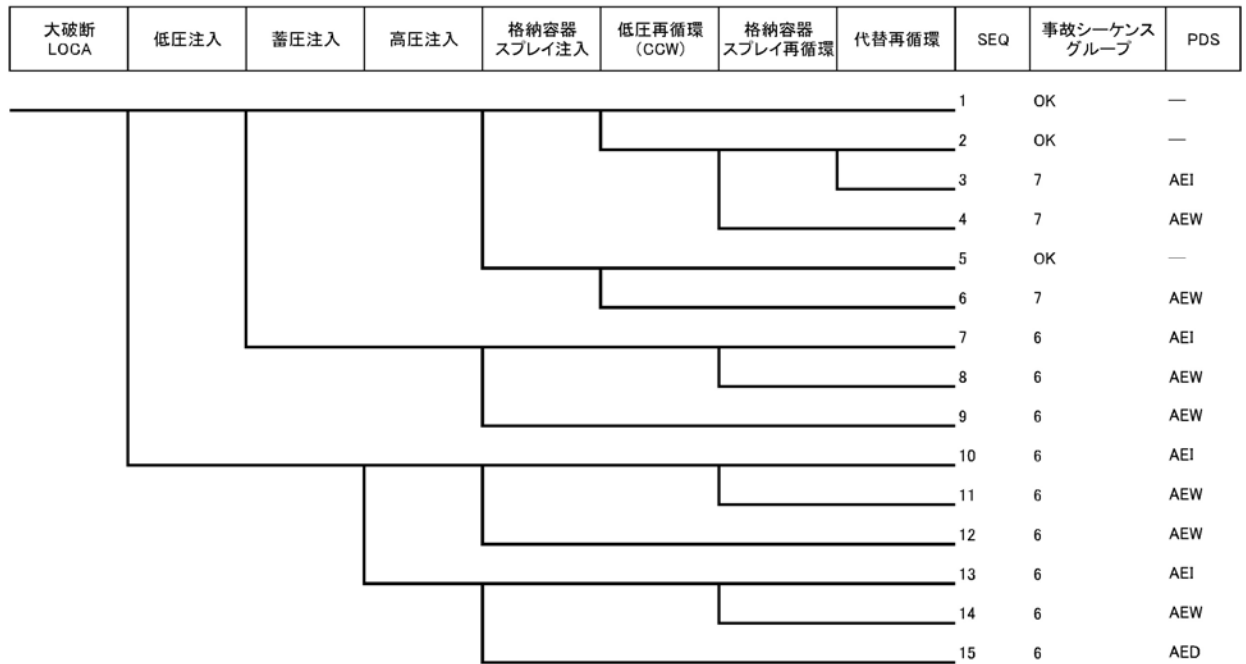 大破断
LOCA
低圧注入
蓄圧注入
高圧注入
格納容器
スプレイ注入
低圧再循環
(CCW)
格納容器
スプレイ再循環
代替再循環
SEQ
事故シーケンス
グループ
PDS
1 OK —
2 OK —
3 7 AEI
4 7 AEW
5 OK —
6 7 AEW
7 6 AEI
8 6 AEW
9 6 AEW
10 6 AEI
11 6 AEW
12 6 AEW
13 6 AEI
14 6 AEW
15 6 AED